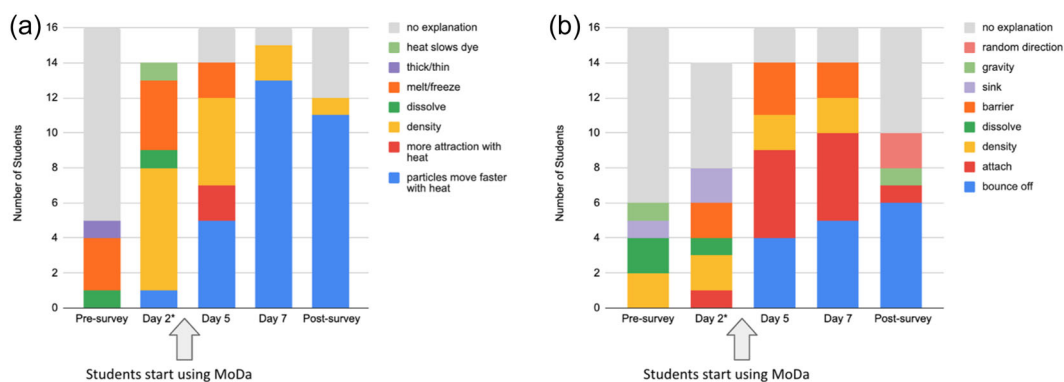 (a)
16
14
12
10
8
6
4
2
0
Number of Students
Pre-survey
Day 2*
Day 5
Day 7
Post-survey
no explanation
heat slows dye
thick/thin
melt/freeze
dissolve
density
more attraction with
heat
particles move faster
with heat
Students start using MoDa
(b)
16
14
12
10
8
6
4
2
0
Number of Students
Pre-survey
Day 2*
Day 5
Day 7
Post-survey
no explanation
random direction
gravity
sink
barrier
dissolve
density
attach
bounce off
Students start using MoDa